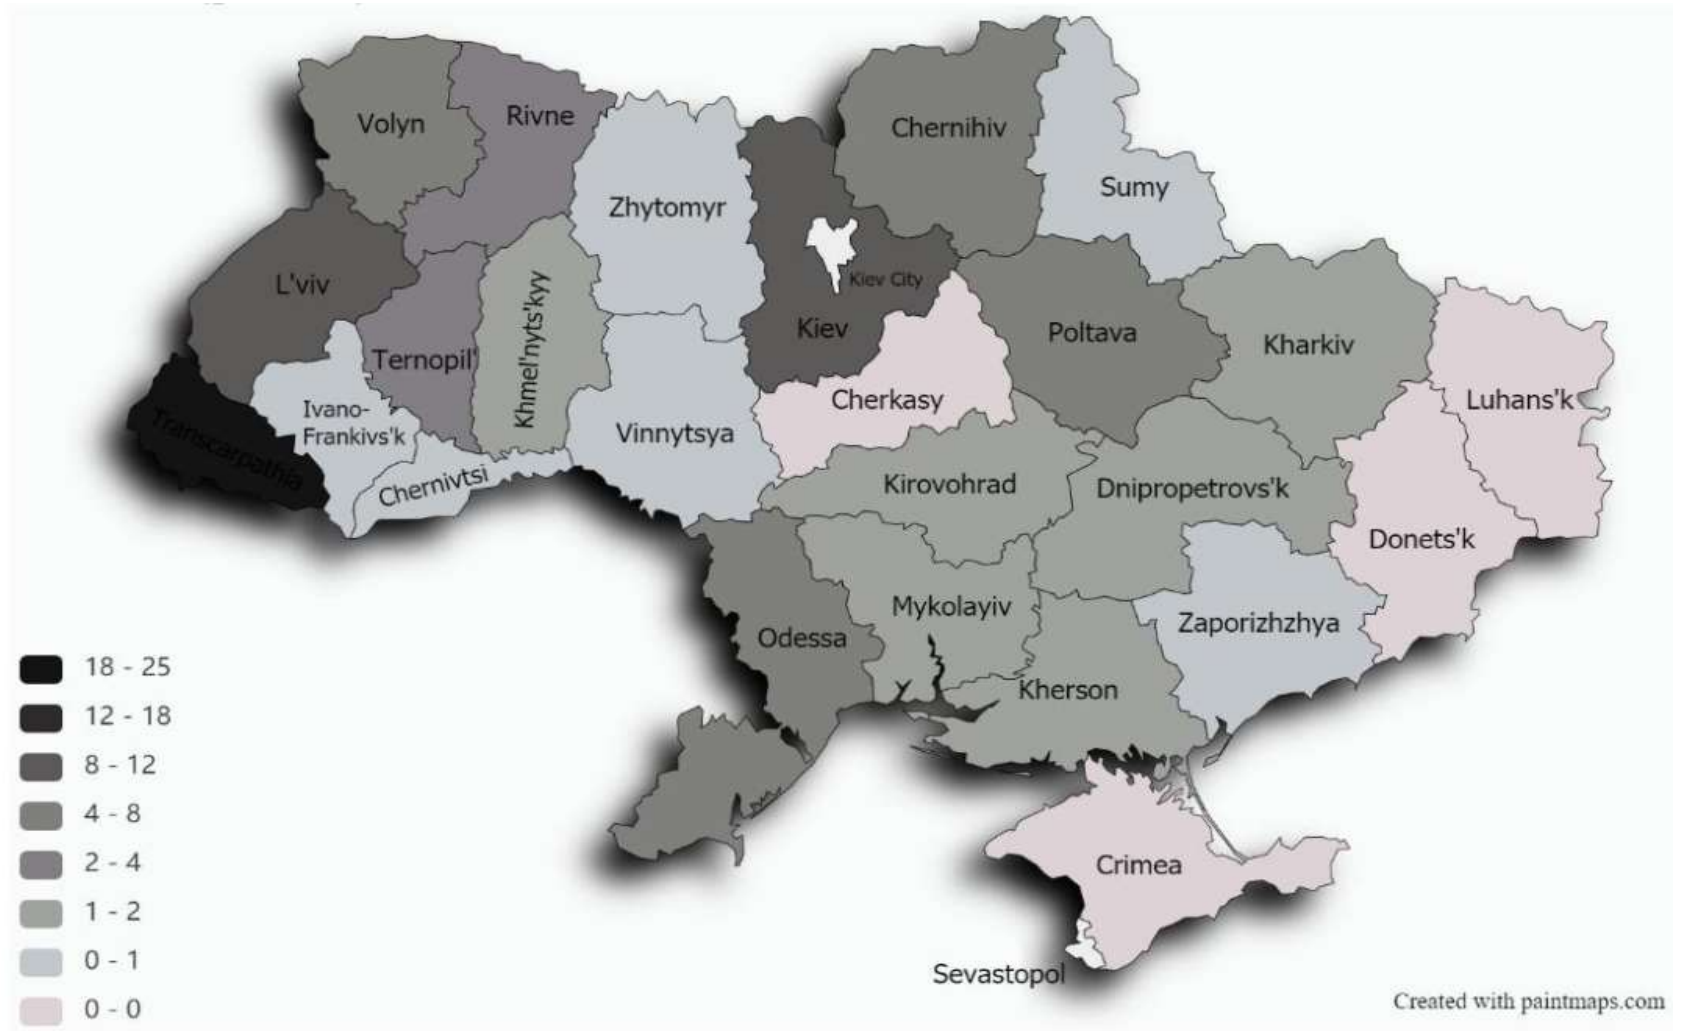 Volyn
Rivne
Chernihiv
Zhytomyr
Sumy
L'viv
Khmel'nyts'kyy
Kiev City
Kiev
Poltava
Kharkiv
Ternopil'
Cherkasy
Luhans'k
Transcarpathia
Ivano-
Frankivs'k
Vinnytsya
Chernivtsi
Kirovohrad
Dnipropetrovs'k
Donets'k
Mykolayiv
Zaporizhzhya
Odessa
Kherson
Crimea
Sevastopol
18 - 25
12 - 18
8 - 12
4 - 8
2 - 4
1 - 2
0 - 1
0 - 0
Created with paintmaps.com